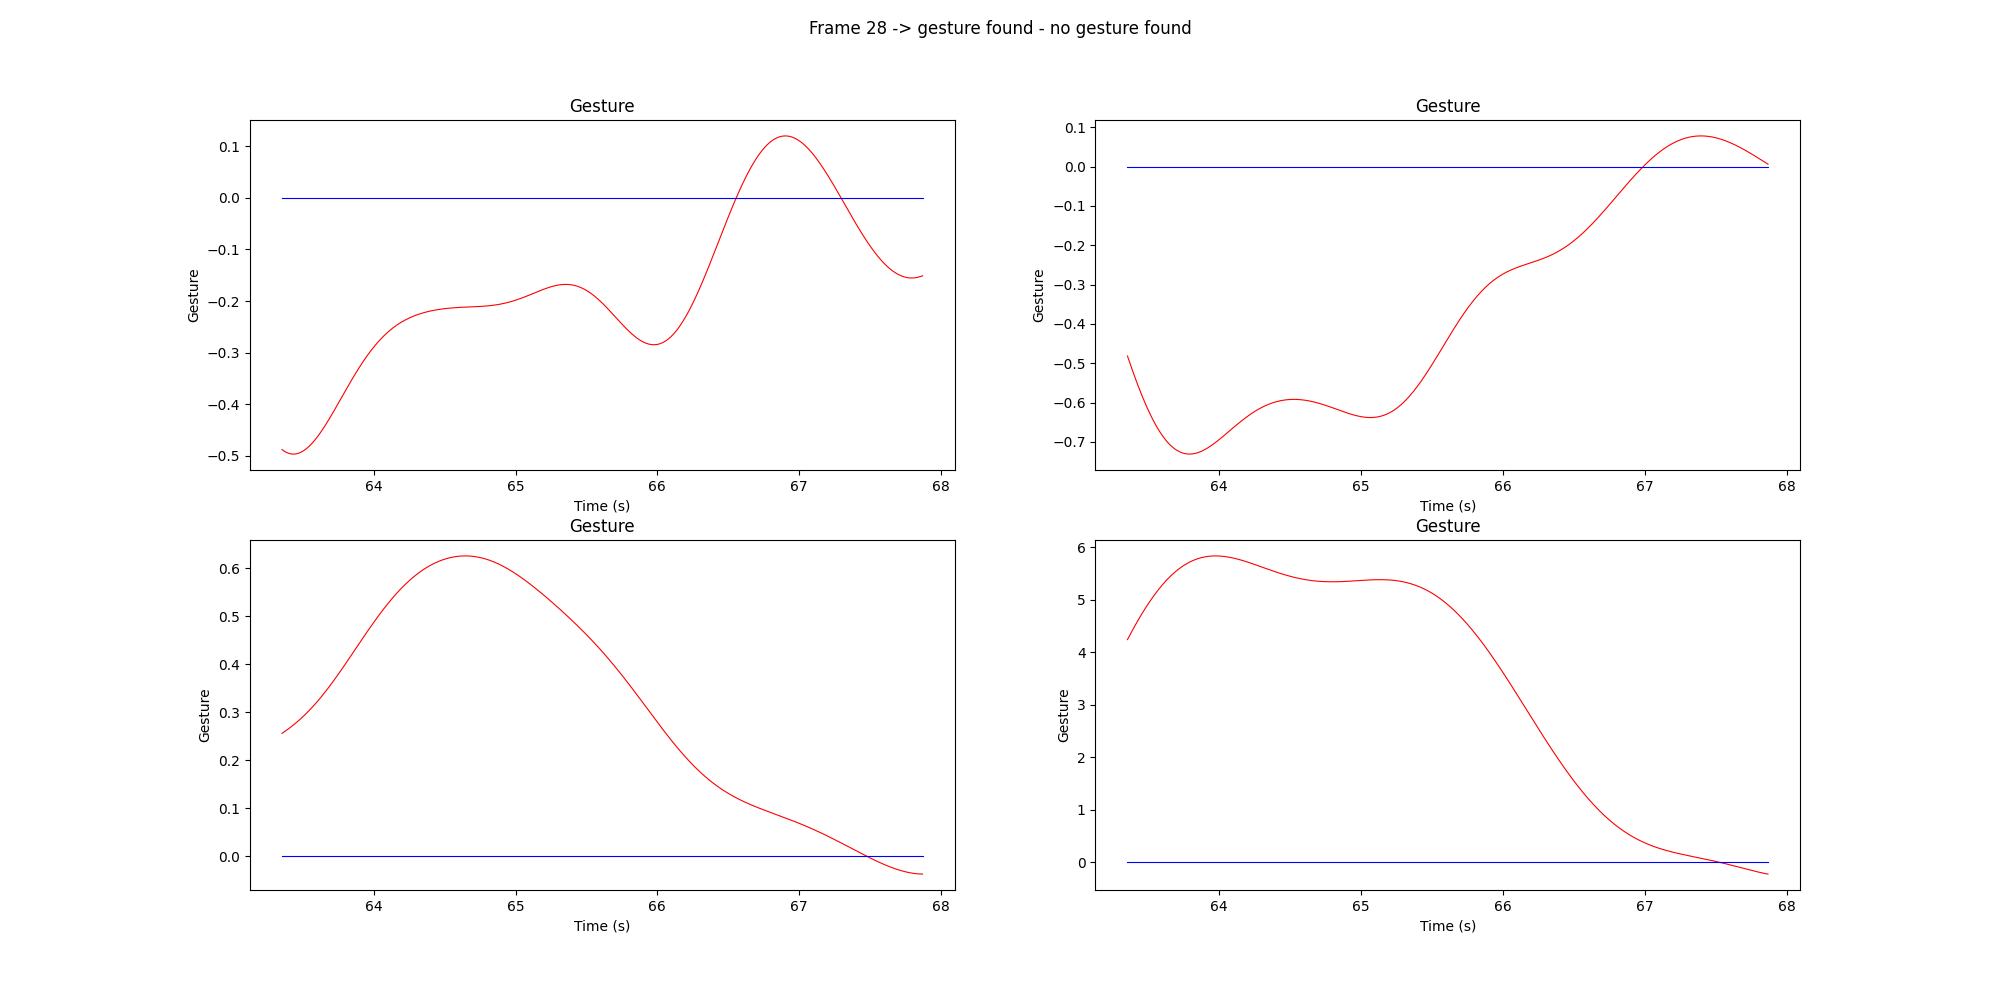 Frame 28 -> gesture found - no gesture found
Gesture
0.1
0.0
−0.1
−0.2
−0.3
−0.4
−0.5
Gesture
64 65 66 67 68
Time (s)
Gesture
0.1
0.0
−0.1
−0.2
−0.3
−0.4
−0.5
−0.6
−0.7
Gesture
64 65 66 67 68
Time (s)
Gesture
0.6
0.5
0.4
0.3
0.2
0.1
0.0
Gesture
64 65 66 67 68
Time (s)
Gesture
6
5
4
3
2
1
0
Gesture
64 65 66 67 68
Time (s)